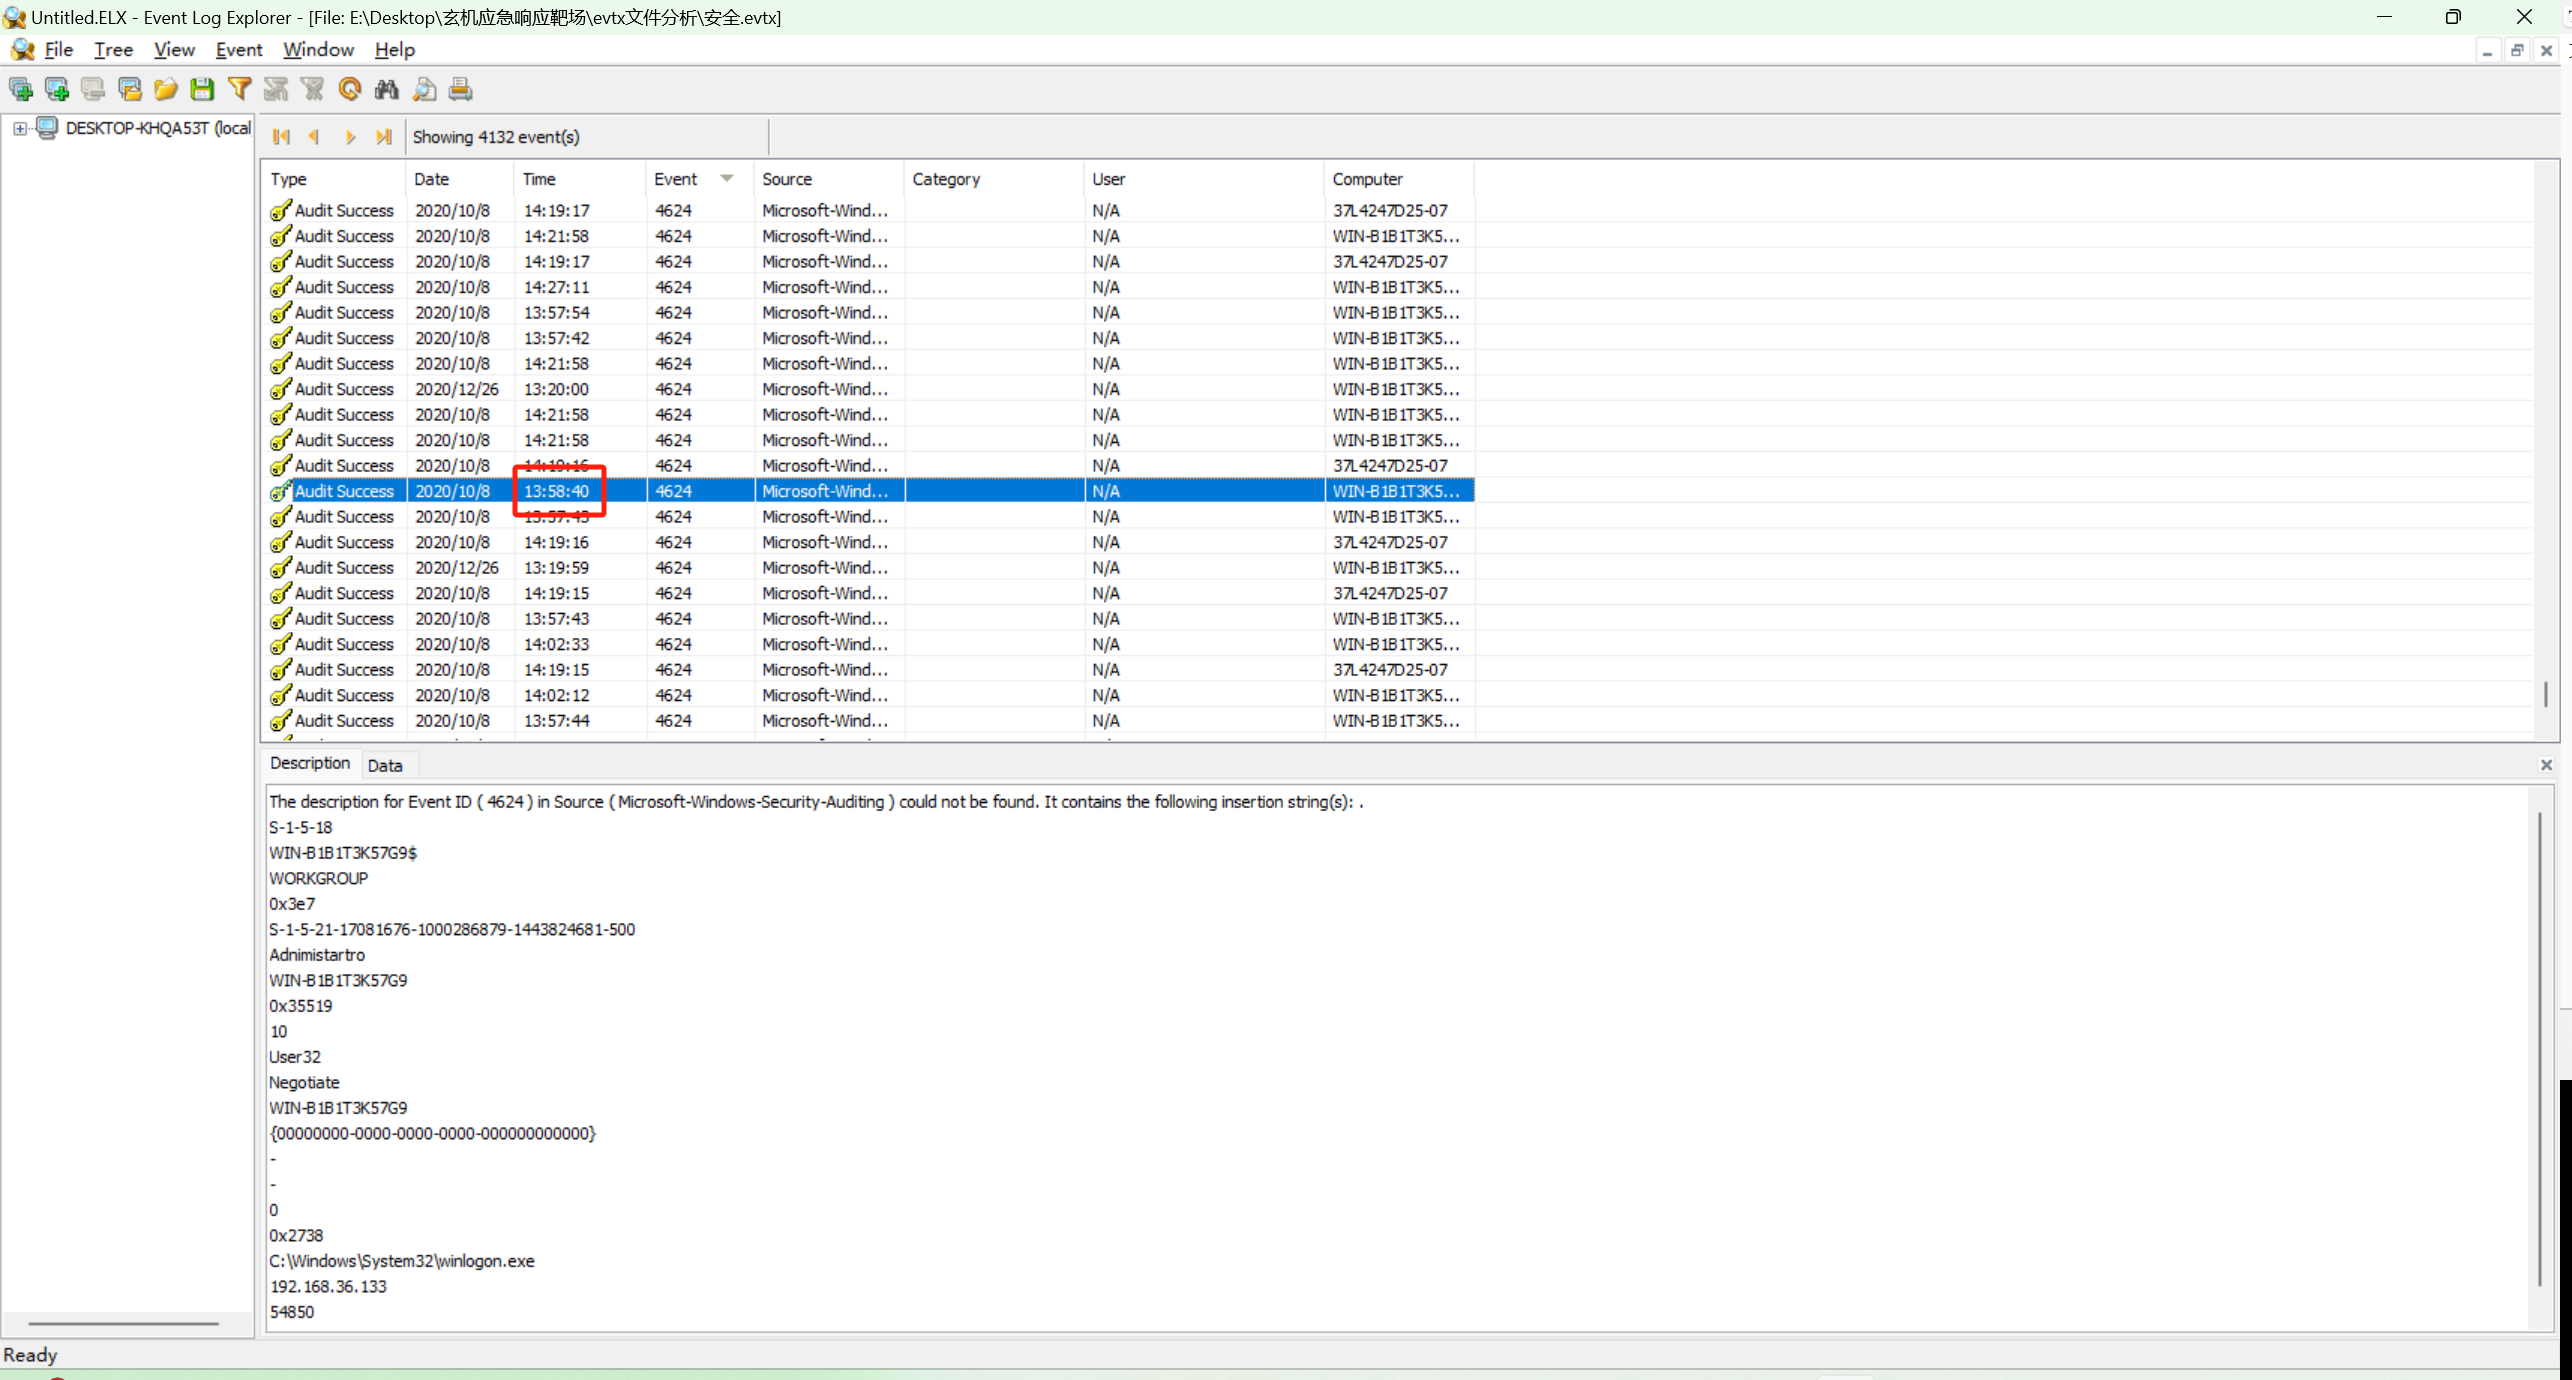 Untitled.ELX - Event Log Explorer - [File: E:\Desktop\玄机应急响应靶场\evtx文件分析\安全.evtx]
File Tree View Event Window Help
DESKTOP-KHQA53T (local
Showing 4132 event(s)
Type Date Time Event Source Category User Computer
Audit Success 2020/10/8 14:19:17 4624 Microsoft-Wind... N/A 37L4247D25-07
Audit Success 2020/10/8 14:21:58 4624 Microsoft-Wind... N/A WIN-B1B1T3K5...
Audit Success 2020/10/8 14:19:17 4624 Microsoft-Wind... N/A 37L4247D25-07
Audit Success 2020/10/8 14:27:11 4624 Microsoft-Wind... N/A WIN-B1B1T3K5...
Audit Success 2020/10/8 13:57:54 4624 Microsoft-Wind... N/A WIN-B1B1T3K5...
Audit Success 2020/10/8 13:57:42 4624 Microsoft-Wind... N/A WIN-B1B1T3K5...
Audit Success 2020/10/8 14:21:58 4624 Microsoft-Wind... N/A WIN-B1B1T3K5...
Audit Success 2020/12/26 13:20:00 4624 Microsoft-Wind... N/A WIN-B1B1T3K5...
Audit Success 2020/10/8 14:21:58 4624 Microsoft-Wind... N/A WIN-B1B1T3K5...
Audit Success 2020/10/8 14:21:58 4624 Microsoft-Wind... N/A WIN-B1B1T3K5...
Audit Success 2020/10/8 14:19:16 4624 Microsoft-Wind... N/A 37L4247D25-07
Audit Success 2020/10/8 13:58:40 4624 Microsoft-Wind... N/A WIN-B1B1T3K5...
Audit Success 2020/10/8 13:57:43 4624 Microsoft-Wind... N/A WIN-B1B1T3K5...
Audit Success 2020/10/8 14:19:16 4624 Microsoft-Wind... N/A 37L4247D25-07
Audit Success 2020/12/26 13:19:59 4624 Microsoft-Wind... N/A WIN-B1B1T3K5...
Audit Success 2020/10/8 14:19:15 4624 Microsoft-Wind... N/A 37L4247D25-07
Audit Success 2020/10/8 13:57:43 4624 Microsoft-Wind... N/A WIN-B1B1T3K5...
Audit Success 2020/10/8 14:02:33 4624 Microsoft-Wind... N/A WIN-B1B1T3K5...
Audit Success 2020/10/8 14:19:15 4624 Microsoft-Wind... N/A 37L4247D25-07
Audit Success 2020/10/8 14:02:12 4624 Microsoft-Wind... N/A WIN-B1B1T3K5...
Audit Success 2020/10/8 13:57:44 4624 Microsoft-Wind... N/A WIN-B1B1T3K5...
Description Data
The description for Event ID ( 4624 ) in Source ( Microsoft-Windows-Security-Auditing ) could not be found. It contains the following insertion string(s): .
S-1-5-18
WIN-B1B1T3K57G9$
WORKGROUP
0x3e7
S-1-5-21-17081676-1000286879-1443824681-500
Adnimistartro
WIN-B1B1T3K57G9
0x35519
10
User32
Negotiate
WIN-B1B1T3K57G9
{00000000-0000-0000-0000-000000000000}
-
-
0
0x2738
C:\Windows\System32\winlogon.exe
192.168.36.133
54850
Ready